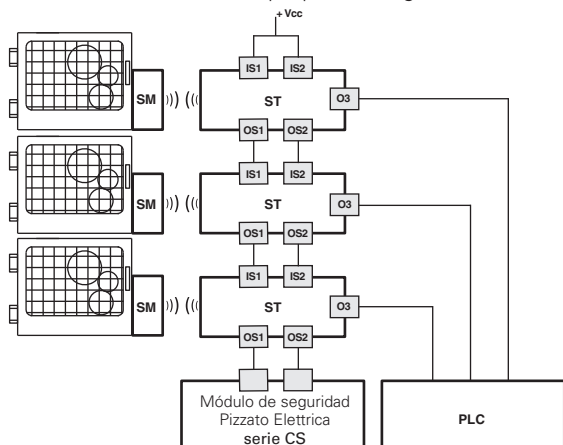 +Vcc
IS1 IS2
SM ST O3
OS1 OS2
IS1 IS2
SM ST O3
OS1 OS2
IS1 IS2
SM ST O3
OS1 OS2
Módulo de seguridad
Pizzato Elettrica
serie CS
PLC